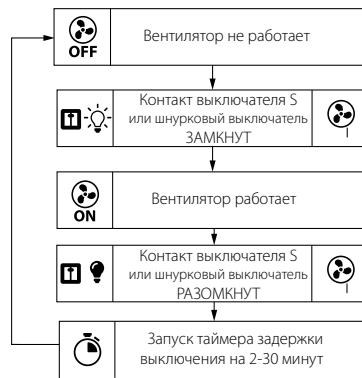 OFF
Вентилятор не работает
Контакт выключателя S
или шнурковый выключатель
ЗАМКНУТ
ON
Вентилятор работает
Контакт выключателя S
или шнурковый выключатель
РАЗОМКНУТ
Запуск таймера задержки
выключения на 2-30 минут